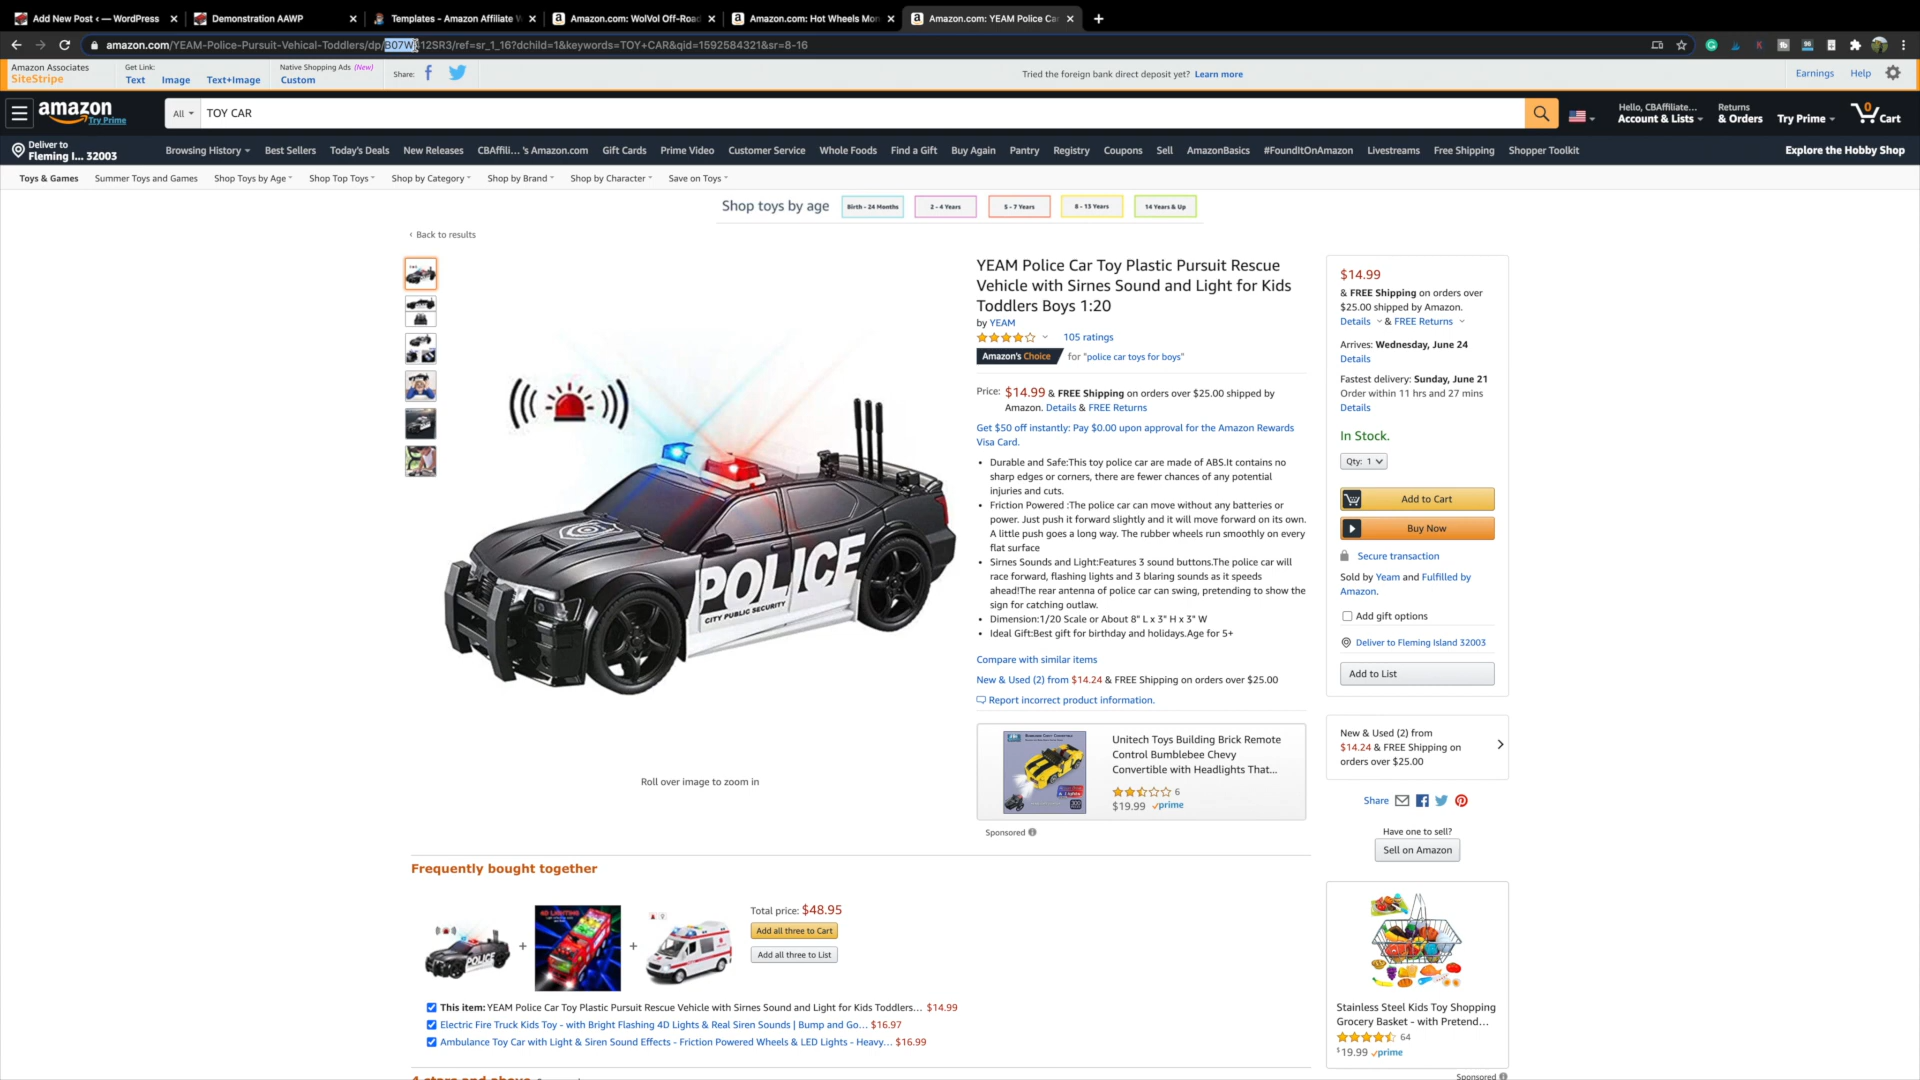 Add New Post ‹ — WordPress
Demonstration AAWP
Templates - Amazon Affiliate
Amazon.com: WolVol Off-Road
Amazon.com: Hot Wheels Mon
Amazon.com: YEAM Police Ca
amazon.com/YEAM-Police-Pursuit-Vehical-Toddlers/dp/B07W 12SR3/ref=sr_1_16?dchild=1&keywords=TOY+CAR&qid=1592584321&sr=8-16
Amazon Associates
SiteStripe
Get Link:
Text Image Text+Image
Native Shopping Ads (New)
Custom
Share:
Tried the foreign bank direct deposit yet? Learn more
Earnings Help
amazon
Try Prime
All
TOY CAR
Hello, CBAffiliate...
Account & Lists
Returns
& Orders
Try Prime
0
Cart
Deliver to
Fleming I... 32003
Browsing History Best Sellers Today's Deals New Releases CBAffili... 's Amazon.com Gift Cards Prime Video Customer Service Whole Foods Find a Gift Buy Again Pantry Registry Coupons Sell AmazonBasics #FoundItOnAmazon Livestreams Free Shipping Shopper Toolkit
Explore the Hobby Shop
Toys & Games Summer Toys and Games Shop Toys by Age Shop Top Toys Shop by Category Shop by Brand Shop by Character Save on Toys
Shop toys by age
Birth - 24 Months
2 - 4 Years
5 - 7 Years
8 - 13 Years
14 Years & Up
‹ Back to results
POLICE
CITY PUBLIC SECURITY
Roll over image to zoom in
YEAM Police Car Toy Plastic Pursuit Rescue
Vehicle with Sirnes Sound and Light for Kids
Toddlers Boys 1:20
by YEAM
105 ratings
Amazon's Choice for "police car toys for boys"
Price: $14.99 & FREE Shipping on orders over $25.00 shipped by
Amazon. Details & FREE Returns
Get $50 off instantly: Pay $0.00 upon approval for the Amazon Rewards
Visa Card.
• Durable and Safe:This toy police car are made of ABS.It contains no
sharp edges or corners, there are fewer chances of any potential
injuries and cuts.
• Friction Powered :The police car can move without any batteries or
power. Just push it forward slightly and it will move forward on its own.
A little push goes a long way. The rubber wheels run smoothly on every
flat surface
• Sirnes Sounds and Light:Features 3 sound buttons.The police car will
race forward, flashing lights and 3 blaring sounds as it speeds
ahead!The rear antenna of police car can swing, pretending to show the
sign for catching outlaw.
• Dimension:1/20 Scale or About 8" L x 3" H x 3" W
• Ideal Gift:Best gift for birthday and holidays.Age for 5+
Compare with similar items
New & Used (2) from $14.24 & FREE Shipping on orders over $25.00
Report incorrect product information.
Unitech Toys Building Brick Remote
Control Bumblebee Chevy
Convertible with Headlights That...
6
$19.99 prime
Sponsored
$14.99
& FREE Shipping on orders over
$25.00 shipped by Amazon.
Details & FREE Returns
Arrives: Wednesday, June 24
Details
Fastest delivery: Sunday, June 21
Order within 11 hrs and 27 mins
Details
In Stock.
Qty: 1
Add to Cart
Buy Now
Secure transaction
Sold by Yeam and Fulfilled by
Amazon.
Add gift options
Deliver to Fleming Island 32003
Add to List
New & Used (2) from
$14.24 & FREE Shipping on
orders over $25.00
Share
Have one to sell?
Sell on Amazon
Frequently bought together
POLICE
+
+
Total price: $48.95
Add all three to Cart
Add all three to List
This item: YEAM Police Car Toy Plastic Pursuit Rescue Vehicle with Sirnes Sound and Light for Kids Toddlers... $14.99
Electric Fire Truck Kids Toy - with Bright Flashing 4D Lights & Real Siren Sounds | Bump and Go... $16.97
Ambulance Toy Car with Light & Siren Sound Effects - Friction Powered Wheels & LED Lights - Heavy... $16.99
Stainless Steel Kids Toy Shopping
Grocery Basket - with Pretend...
64
$19.99 prime
Sponsored
4 stars and above